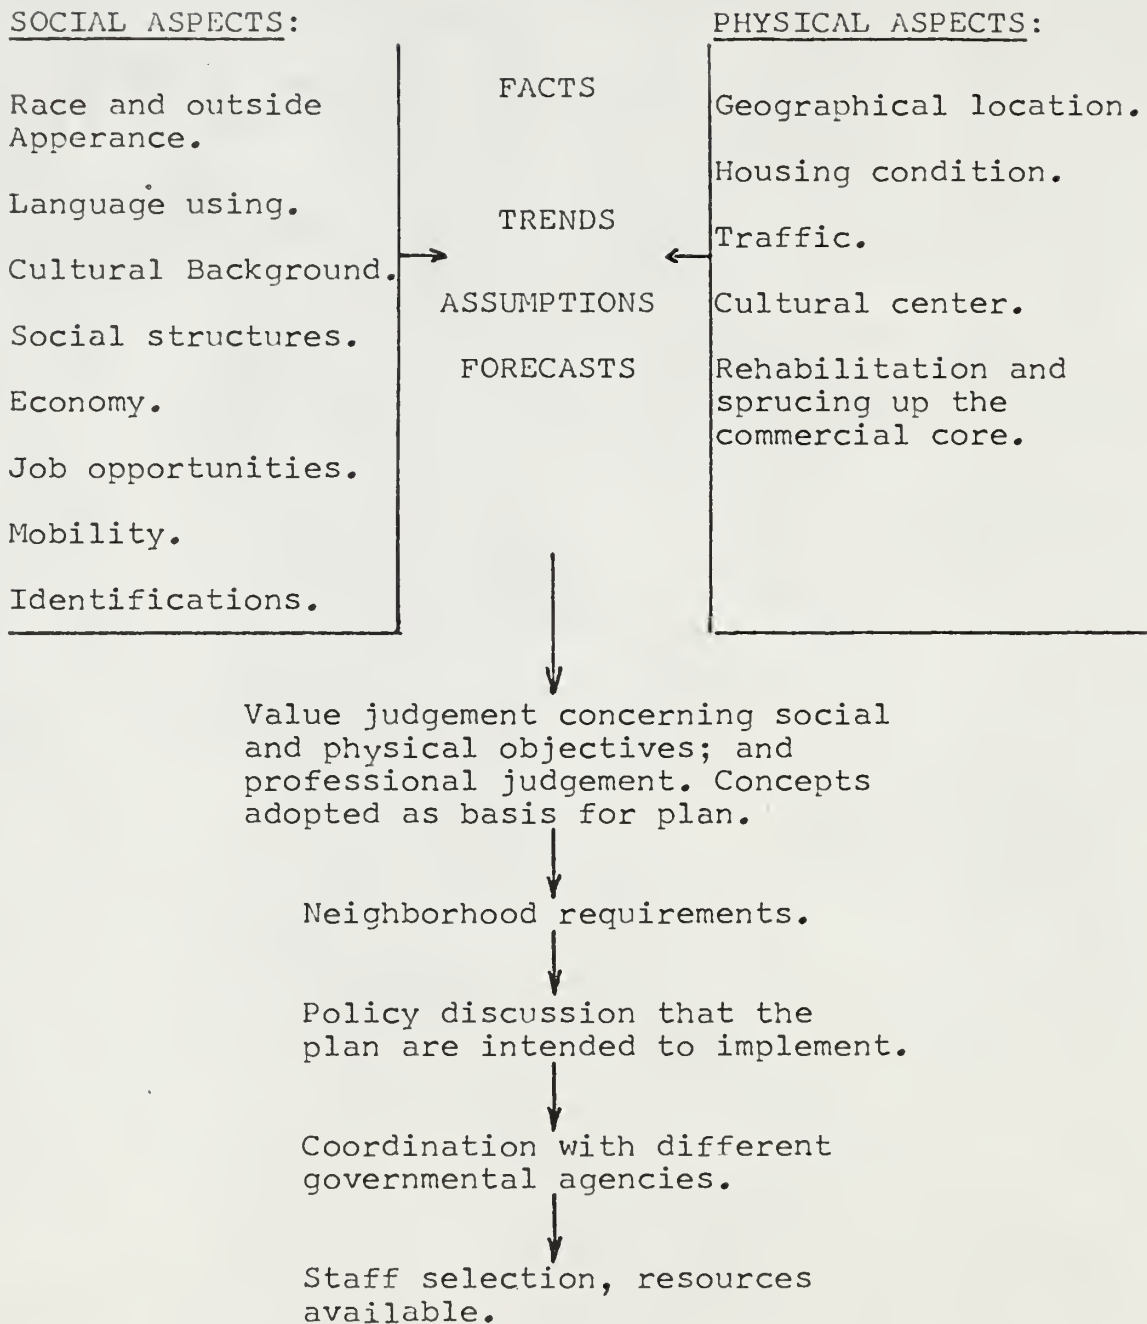 SOCIAL ASPECTS:
Race and outside
Apperance.
Language using.
Cultural Background.
Social structures.
Economy.
Job opportunities.
Mobility.
Identifications.
FACTS
TRENDS
ASSUMPTIONS
FORECASTS
PHYSICAL ASPECTS:
Geographical location.
Housing condition.
Traffic.
Cultural center.
Rehabilitation and
sprucing up the
commercial core.
Value judgement concerning social
and physical objectives; and
professional judgement. Concepts
adopted as basis for plan.
Neighborhood requirements.
Policy discussion that the
plan are intended to implement.
Coordination with different
governmental agencies.
Staff selection, resources
available.